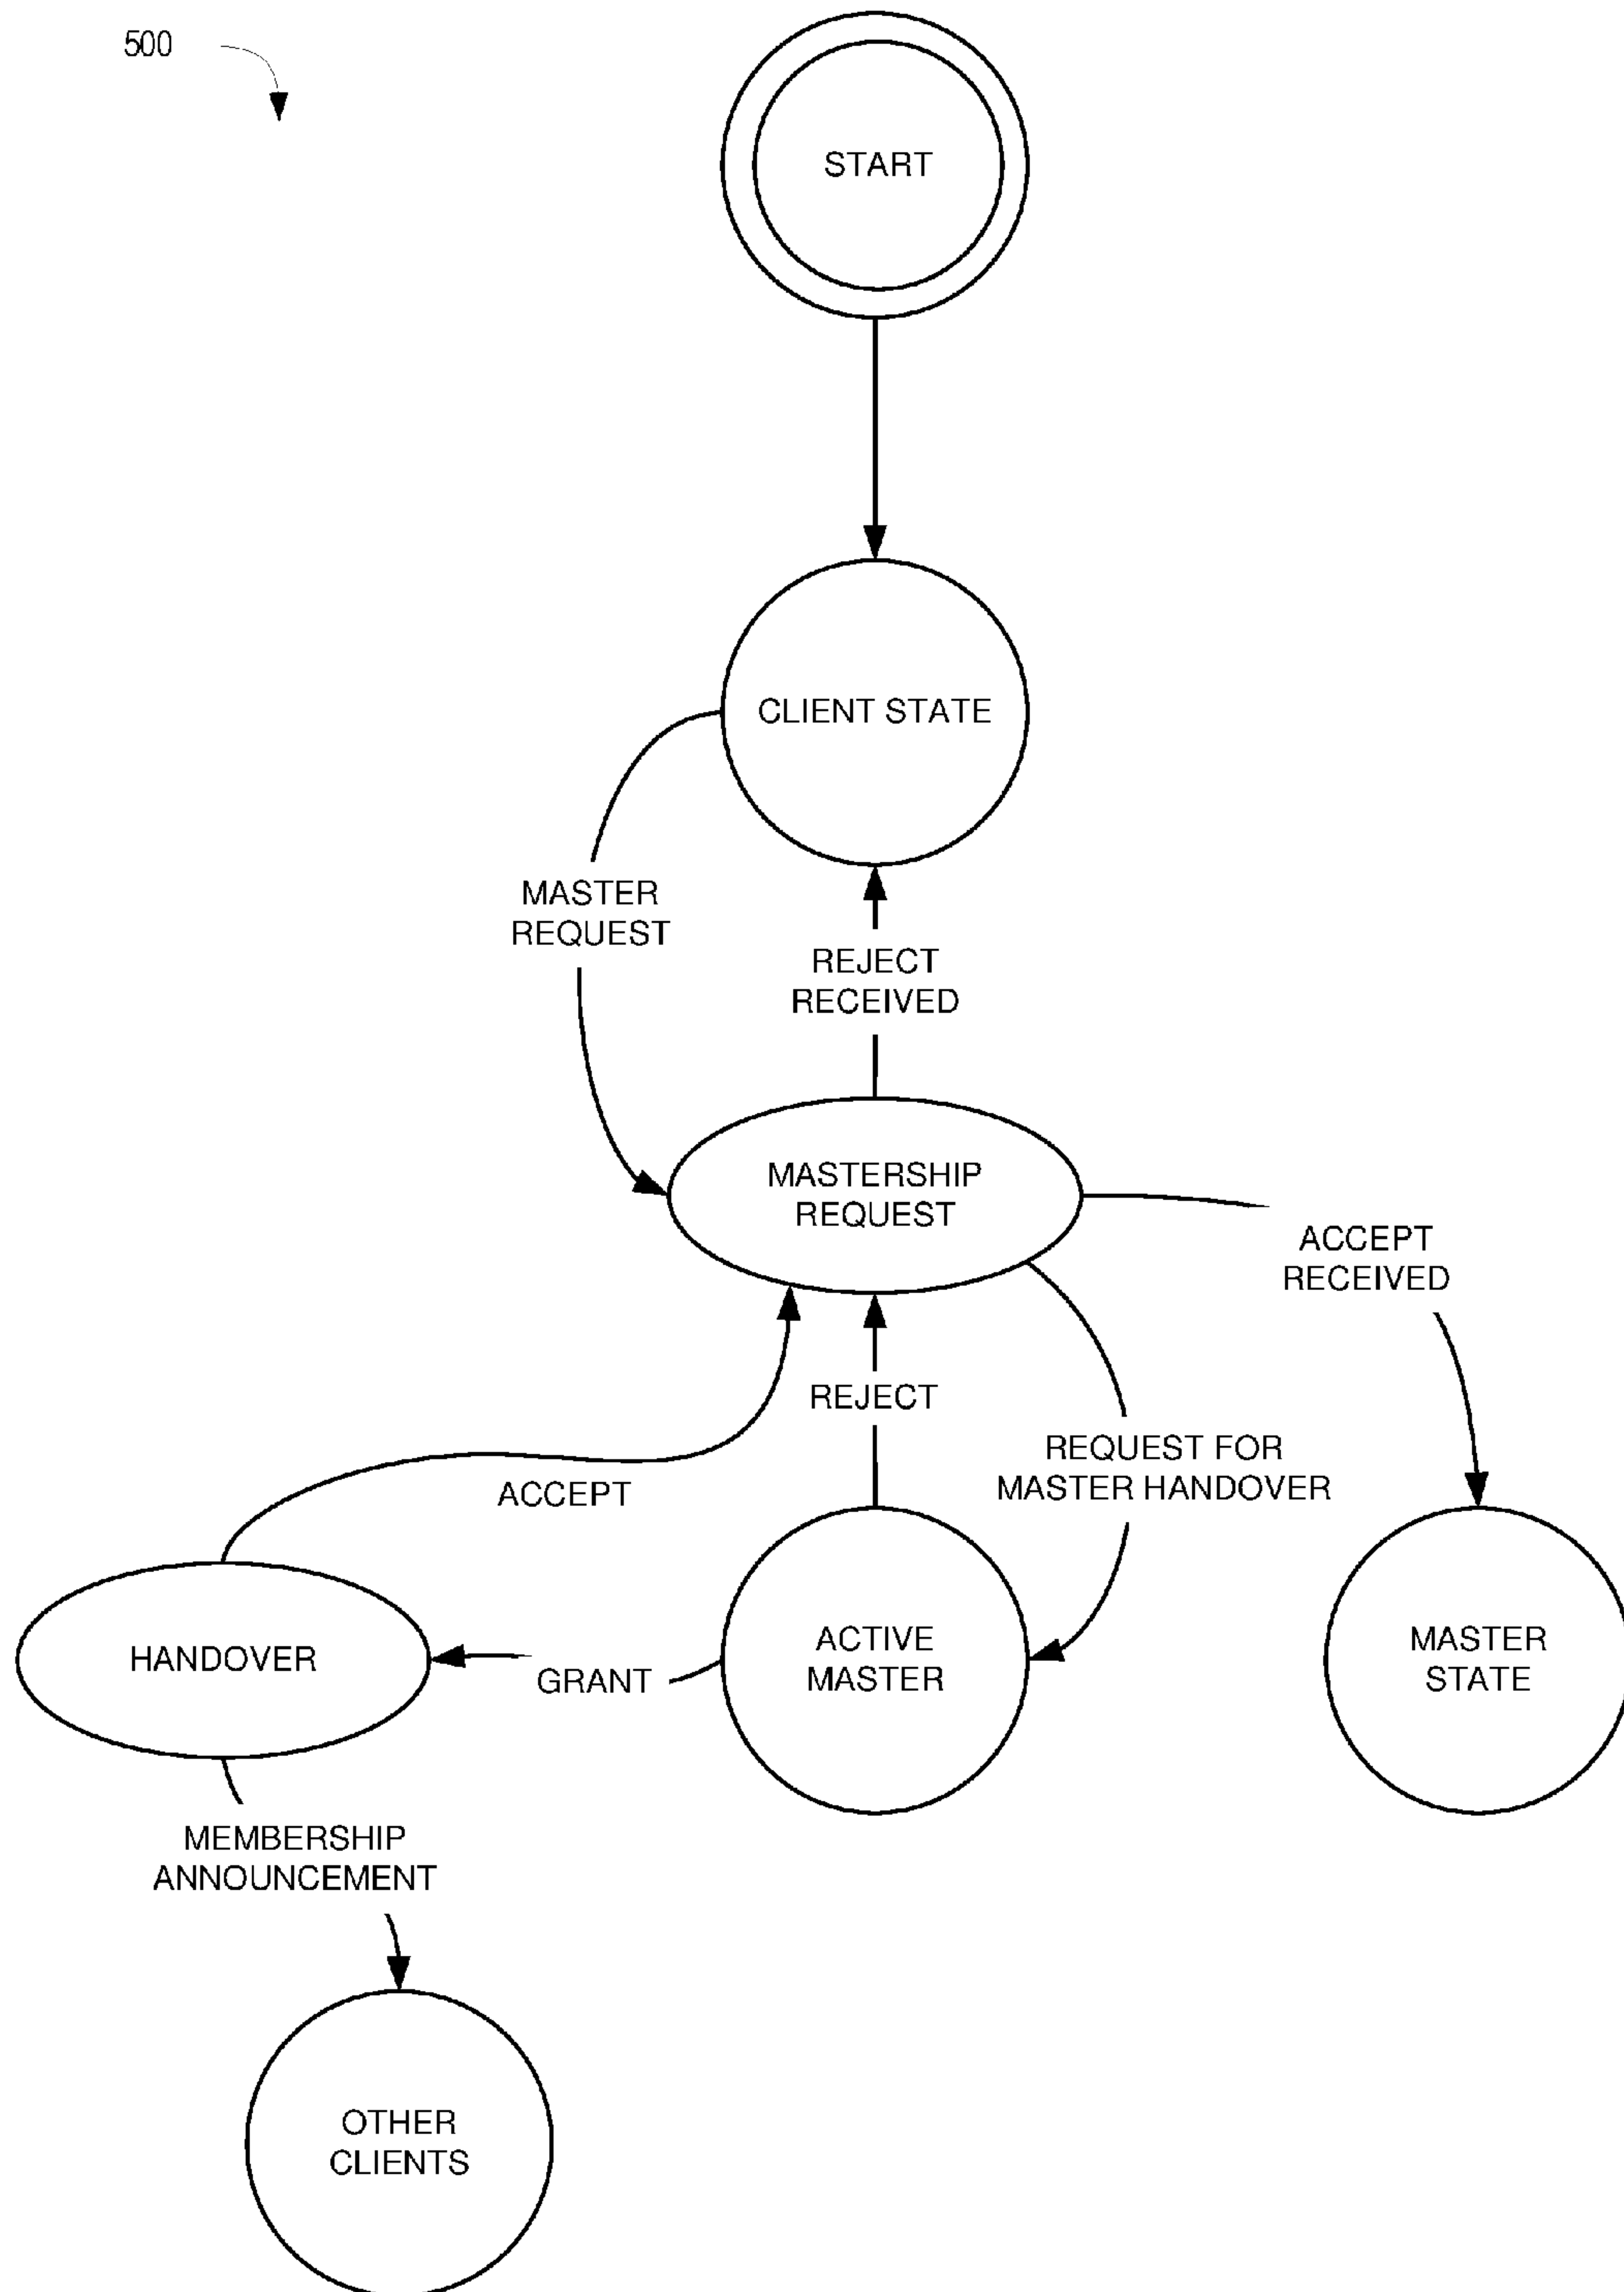 500
START
CLIENT STATE
MASTER
REQUEST
REJECT
RECEIVED
MASTERSHIP
REQUEST
ACCEPT
RECEIVED
REJECT
REQUEST FOR
MASTER HANDOVER
ACCEPT
HANDOVER
GRANT
ACTIVE
MASTER
MASTER
STATE
MEMBERSHIP
ANNOUNCEMENT
OTHER
CLIENTS